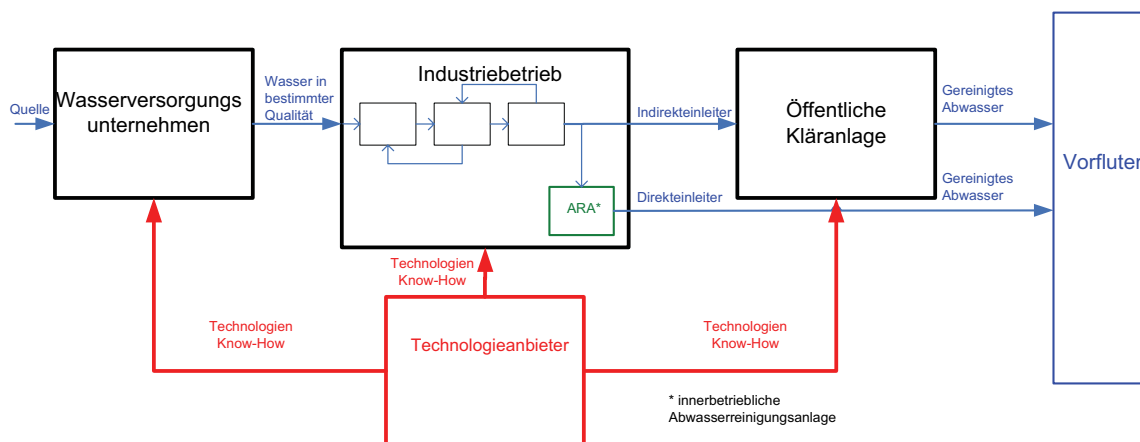 Quelle
Wasserversorgungs
unternehmen
Wasser in
bestimmter
Qualität
Industriebetrieb
ARA*
Indirekteinleiter
Direkteinleiter
Öffentliche
Kläranlage
Gereinigtes
Abwasser
Gereinigtes
Abwasser
Vorfluter
Technologien
Know-How
Technologien
Know-How
Technologien
Know-How
Technologieanbieter
* innerbetriebliche
Abwasserreinigungsanlage